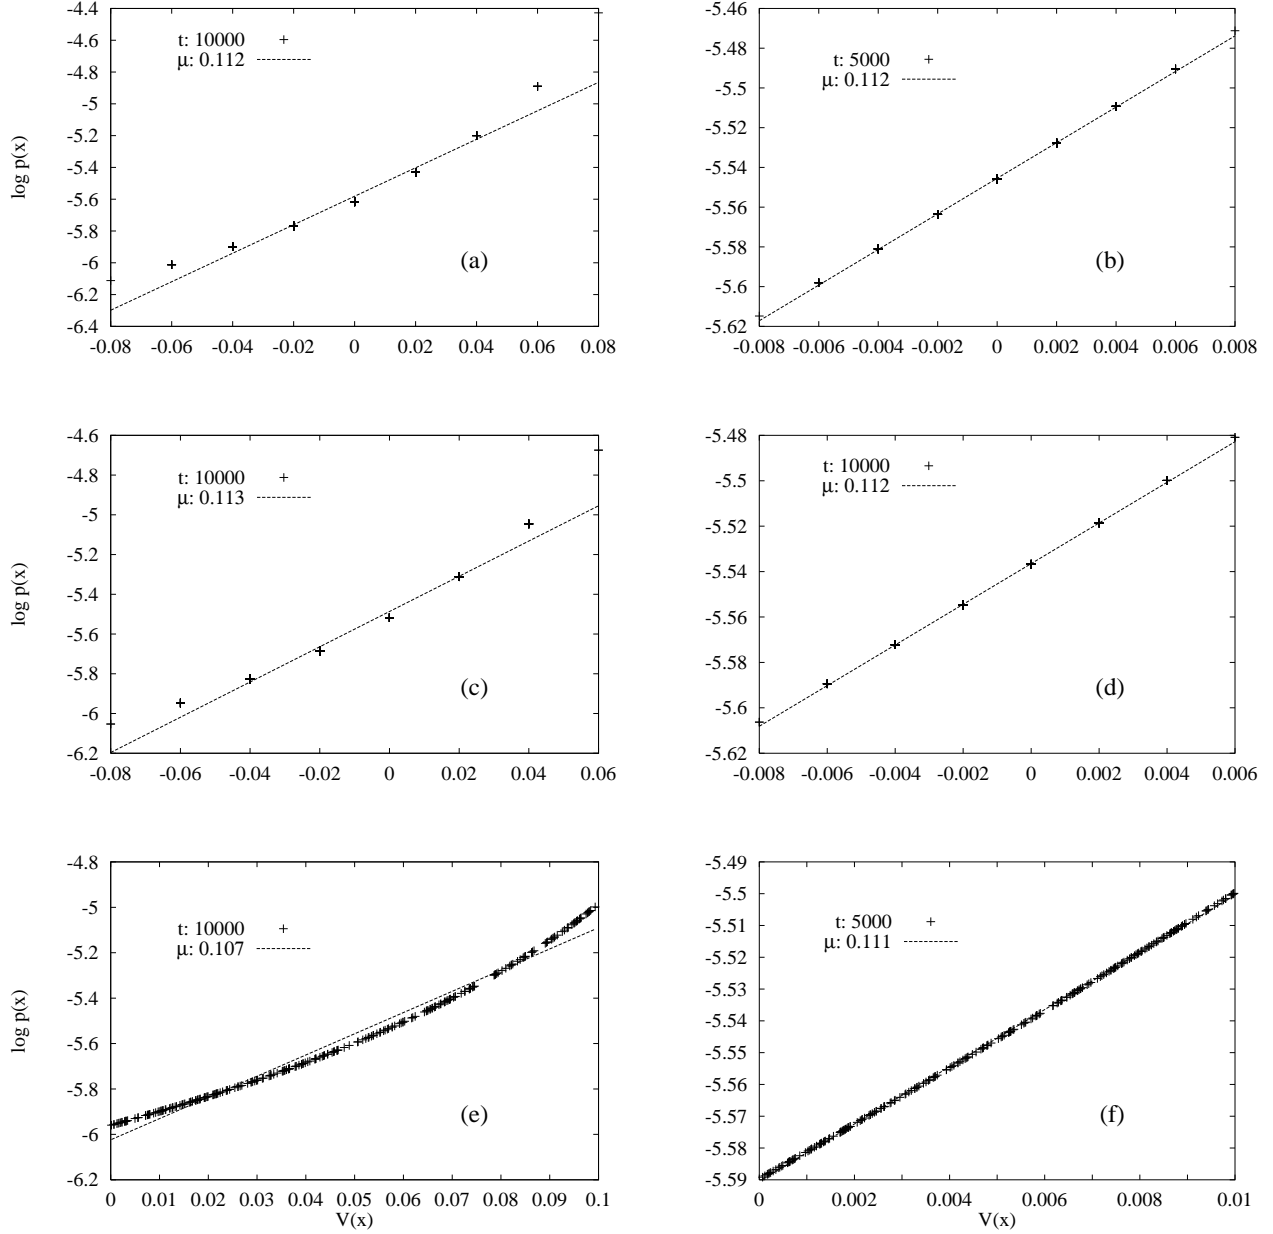 -4.4
-4.6
-4.8
-5
-5.2
-5.4
-5.6
-5.8
-6
-6.2
-6.4
log p(x)
t: 10000
μ: 0.112
(a)
-0.08 -0.06 -0.04 -0.02 0 0.02 0.04 0.06 0.08
-5.46
-5.48
-5.5
-5.52
-5.54
-5.56
-5.58
-5.6
-5.62
t: 5000
μ: 0.112
(b)
-0.008 -0.006 -0.004 -0.002 0 0.002 0.004 0.006 0.008
-4.6
-4.8
-5
-5.2
-5.4
-5.6
-5.8
-6
-6.2
log p(x)
t: 10000
μ: 0.113
(c)
-0.08 -0.06 -0.04 -0.02 0 0.02 0.04 0.06
-5.48
-5.5
-5.52
-5.54
-5.56
-5.58
-5.6
-5.62
t: 10000
μ: 0.112
(d)
-0.008 -0.006 -0.004 -0.002 0 0.002 0.004 0.006
-4.8
-5
-5.2
-5.4
-5.6
-5.8
-6
-6.2
log p(x)
t: 10000
μ: 0.107
(e)
0 0.01 0.02 0.03 0.04 0.05 0.06 0.07 0.08 0.09 0.1
V(x)
-5.49
-5.5
-5.51
-5.52
-5.53
-5.54
-5.55
-5.56
-5.57
-5.58
-5.59
t: 5000
μ: 0.111
(f)
0 0.002 0.004 0.006 0.008 0.01
V(x)